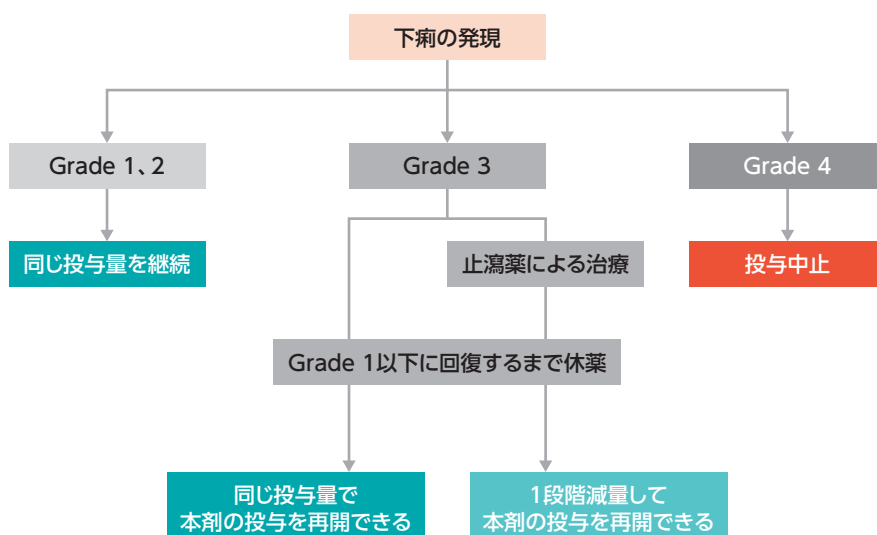 下痢の発現
Grade 1、2
Grade 3
Grade 4
同じ投与量を継続
止瀉薬による治療
投与中止
Grade 1以下に回復するまで休薬
同じ投与量で
本剤の投与を再開できる
1段階減量して
本剤の投与を再開できる